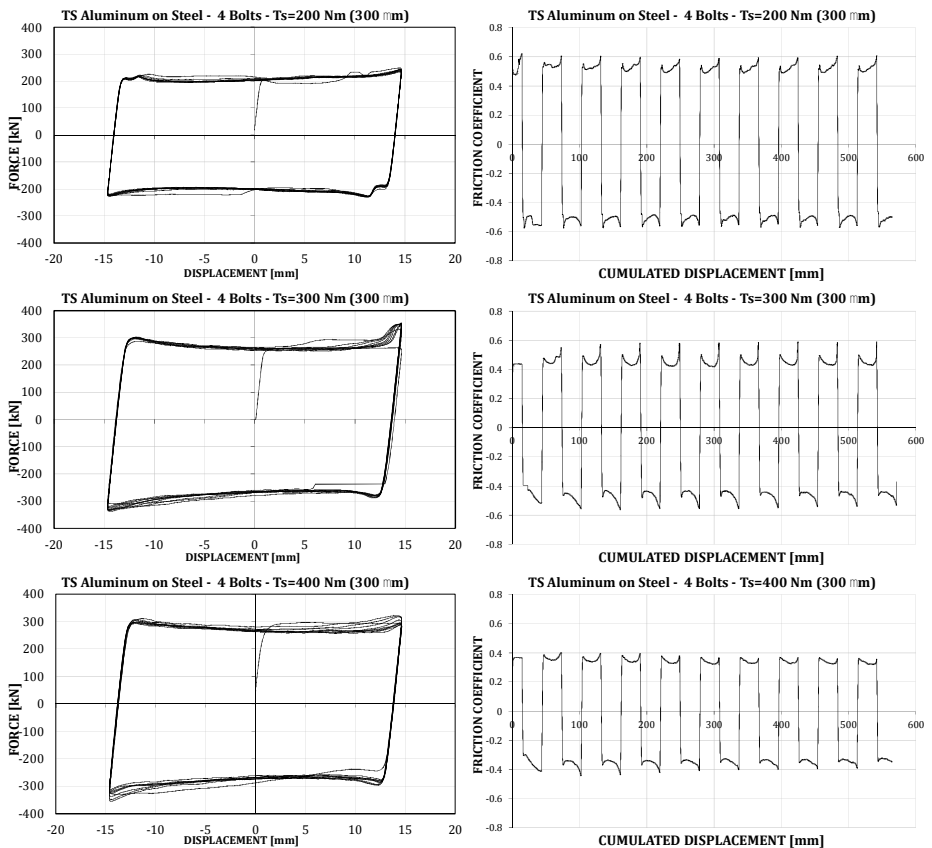 TS Aluminum on Steel - 4 Bolts - Ts=200 Nm (300 □m)
FORCE [kN]
400
300
200
100
0
-100
-200
-300
-400
-20 -15 -10 -5 0 5 10 15 20
DISPLACEMENT [mm]
TS Aluminum on Steel - 4 Bolts - Ts=200 Nm (300 □m)
FRICTION COEFFICIENT
0.8
0.6
0.4
0.2
0
-0.2
-0.4
-0.6
-0.8
0 100 200 300 400 500 600
CUMULATED DISPLACEMENT [mm]
TS Aluminum on Steel - 4 Bolts - Ts=300 Nm (300 □m)
FORCE [kN]
400
300
200
100
0
-100
-200
-300
-400
-20 -15 -10 -5 0 5 10 15 20
DISPLACEMENT [mm]
TS Aluminum on Steel - 4 Bolts - Ts=300 Nm (300 □m)
FRICTION COEFFICIENT
0.8
0.6
0.4
0.2
0
-0.2
-0.4
-0.6
-0.8
0 100 200 300 400 500 600
CUMULATED DISPLACEMENT [mm]
TS Aluminum on Steel - 4 Bolts - Ts=400 Nm (300 □m)
FORCE [kN]
400
300
200
100
0
-100
-200
-300
-400
-20 -15 -10 -5 0 5 10 15 20
DISPLACEMENT [mm]
TS Aluminum on Steel - 4 Bolts - Ts=400 Nm (300 □m)
FRICTION COEFFICIENT
0.8
0.6
0.4
0.2
0
-0.2
-0.4
-0.6
-0.8
0 100 200 300 400 500 600
CUMULATED DISPLACEMENT [mm]